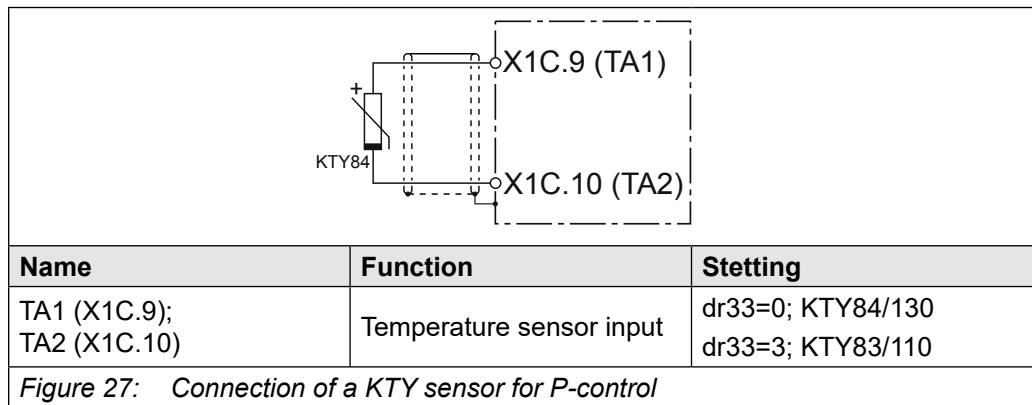 X1C.9 (TA1)
+
KTY84
X1C.10 (TA2)
Name Function Stetting
TA1 (X1C.9);
TA2 (X1C.10)
Temperature sensor input
dr33=0; KTY84/130
dr33=3; KTY83/110
Figure 27: Connection of a KTY sensor for P-control